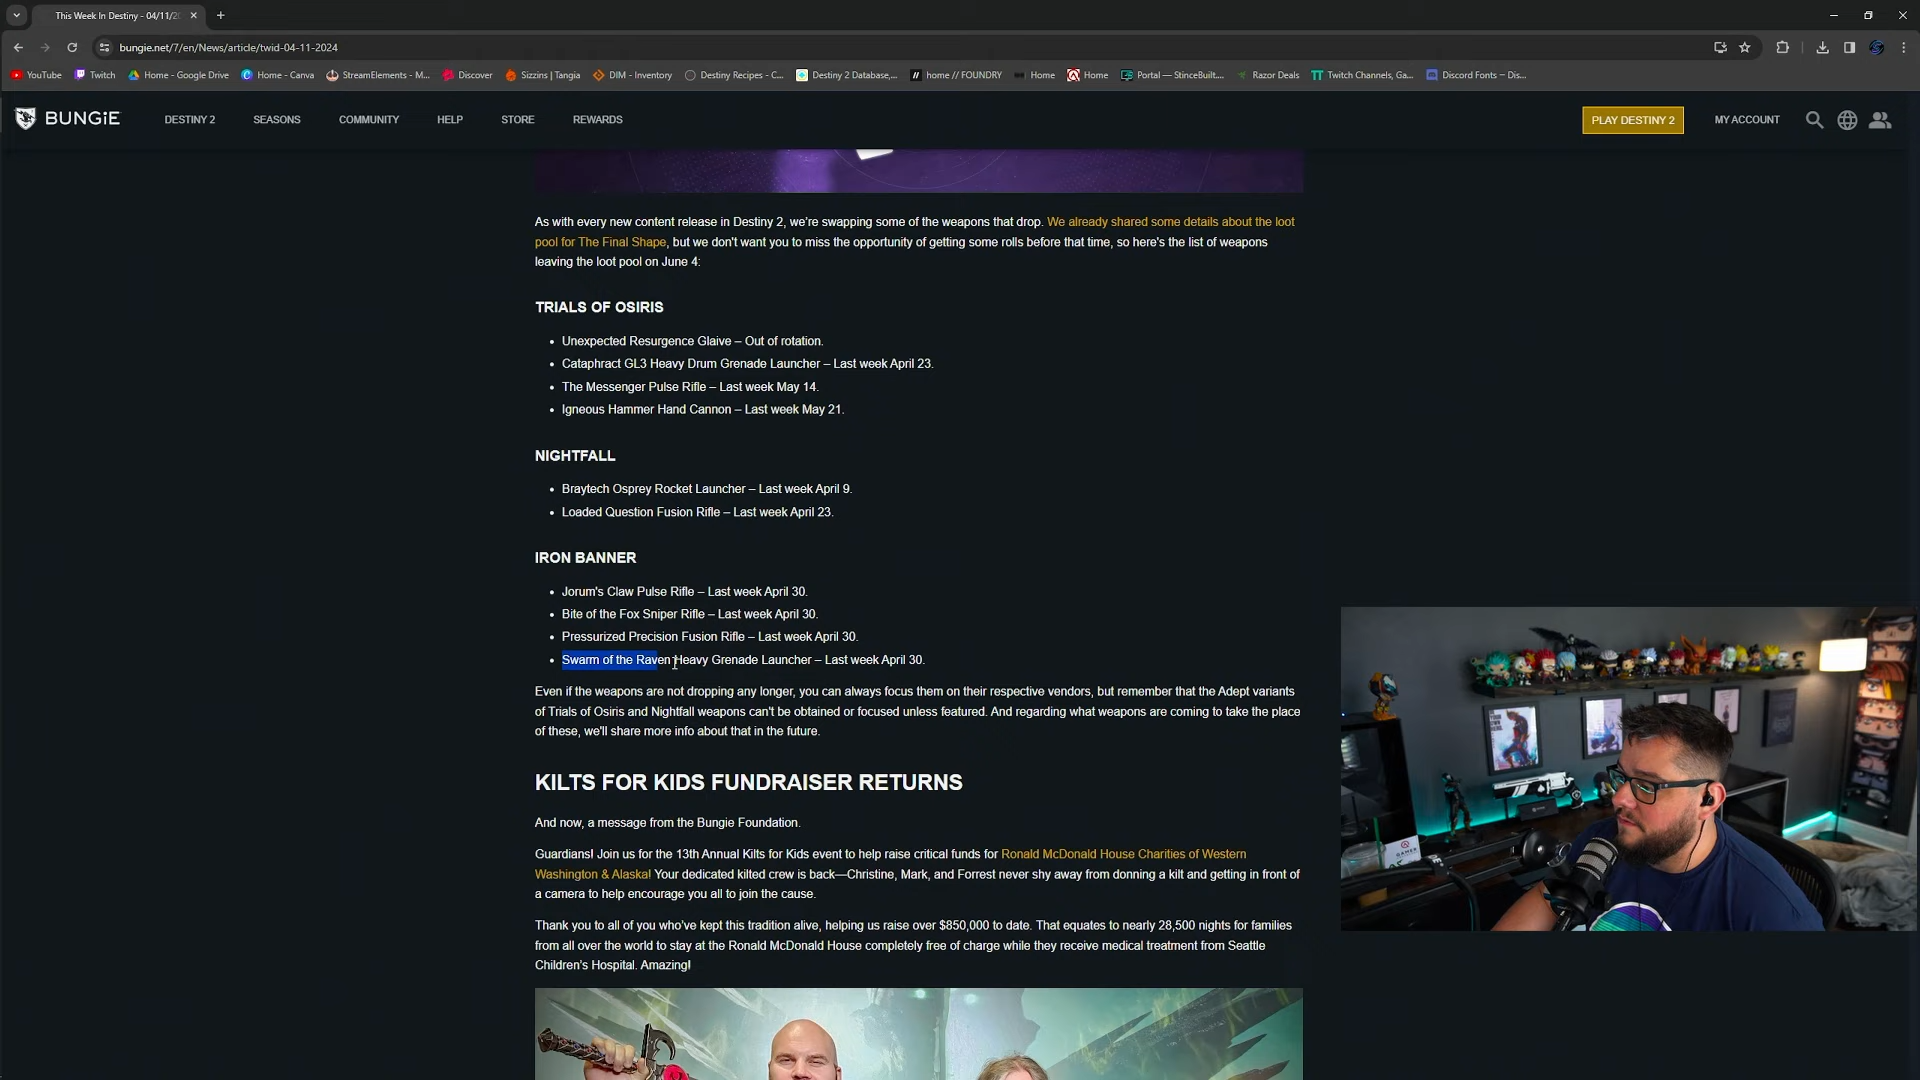 This Week In Destiny - 04/11/2
bungie.net/7/en/News/article/twid-04-11-2024
YouTube
Twitch
Home - Google Drive
Home - Canva
StreamElements - M...
Discover
Sizzins | Tangia
DIM - Inventory
Destiny Recipes - C...
Destiny 2 Database,...
home // FOUNDRY
Home
Home
Portal — StinceBuilt....
Razor Deals
Twitch Channels, Ga...
Discord Fonts – Dis...
BUNGiE
DESTINY 2
SEASONS
COMMUNITY
HELP
STORE
REWARDS
PLAY DESTINY 2
MY ACCOUNT
As with every new content release in Destiny 2, we're swapping some of the weapons that drop. We already shared some details about the loot
pool for The Final Shape, but we don't want you to miss the opportunity of getting some rolls before that time, so here's the list of weapons
leaving the loot pool on June 4:
TRIALS OF OSIRIS
• Unexpected Resurgence Glaive – Out of rotation.
• Cataphract GL3 Heavy Drum Grenade Launcher – Last week April 23.
• The Messenger Pulse Rifle – Last week May 14.
• Igneous Hammer Hand Cannon – Last week May 21.
NIGHTFALL
• Braytech Osprey Rocket Launcher – Last week April 9.
• Loaded Question Fusion Rifle – Last week April 23.
IRON BANNER
• Jorum's Claw Pulse Rifle – Last week April 30.
• Bite of the Fox Sniper Rifle – Last week April 30.
• Pressurized Precision Fusion Rifle – Last week April 30.
• Swarm of the Raven Heavy Grenade Launcher – Last week April 30.
Even if the weapons are not dropping any longer, you can always focus them on their respective vendors, but remember that the Adept variants
of Trials of Osiris and Nightfall weapons can't be obtained or focused unless featured. And regarding what weapons are coming to take the place
of these, we'll share more info about that in the future.
KILTS FOR KIDS FUNDRAISER RETURNS
And now, a message from the Bungie Foundation.
Guardians! Join us for the 13th Annual Kilts for Kids event to help raise critical funds for Ronald McDonald House Charities of Western
Washington & Alaska! Your dedicated kilted crew is back—Christine, Mark, and Forrest never shy away from donning a kilt and getting in front of
a camera to help encourage you all to join the cause.
Thank you to all of you who've kept this tradition alive, helping us raise over $850,000 to date. That equates to nearly 28,500 nights for families
from all over the world to stay at the Ronald McDonald House completely free of charge while they receive medical treatment from Seattle
Children's Hospital. Amazing!